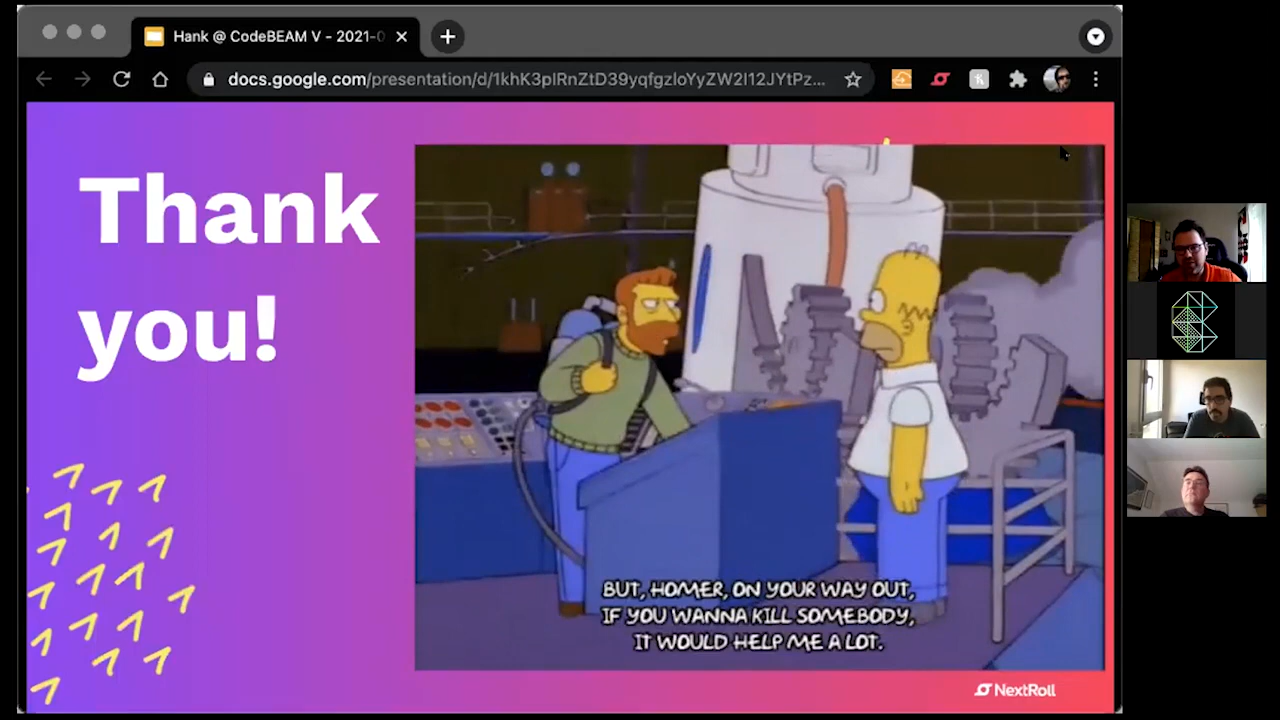 Hank @ CodeBEAM V - 2021-0
docs.google.com/presentation/d/1khK3plRnZtD39yqfgzloYyZW2l12JYtPz...
Thank
you!
BUT, HOMER, ON YOUR WAY OUT,
IF YOU WANNA KILL SOMEBODY,
IT WOULD HELP ME A LOT.
NextRoll